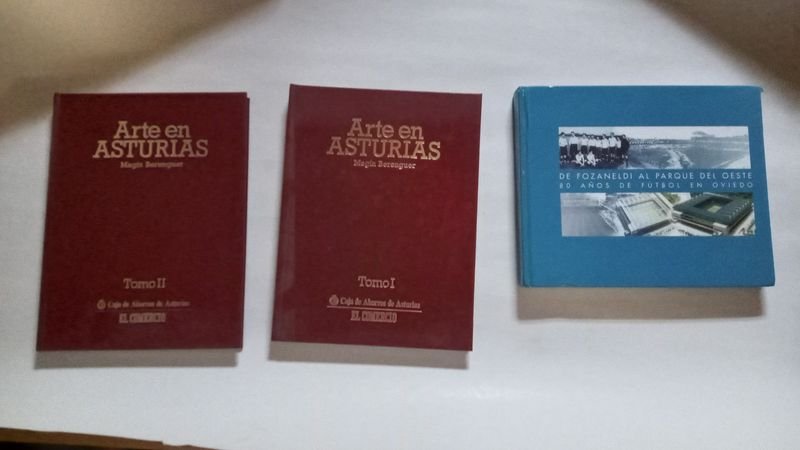 Arte en
ASTURIAS
Magín Berenguer
Tomo II
Caja de Ahorros de Asturias
EL COMERCIO
Arte en
ASTURIAS
Magín Berenguer
Tomo I
Caja de Ahorros de Asturias
EL COMERCIO
DE FOZANELDI AL PARQUE DEL OESTE
80 AÑOS DE FÚTBOL EN OVIEDO